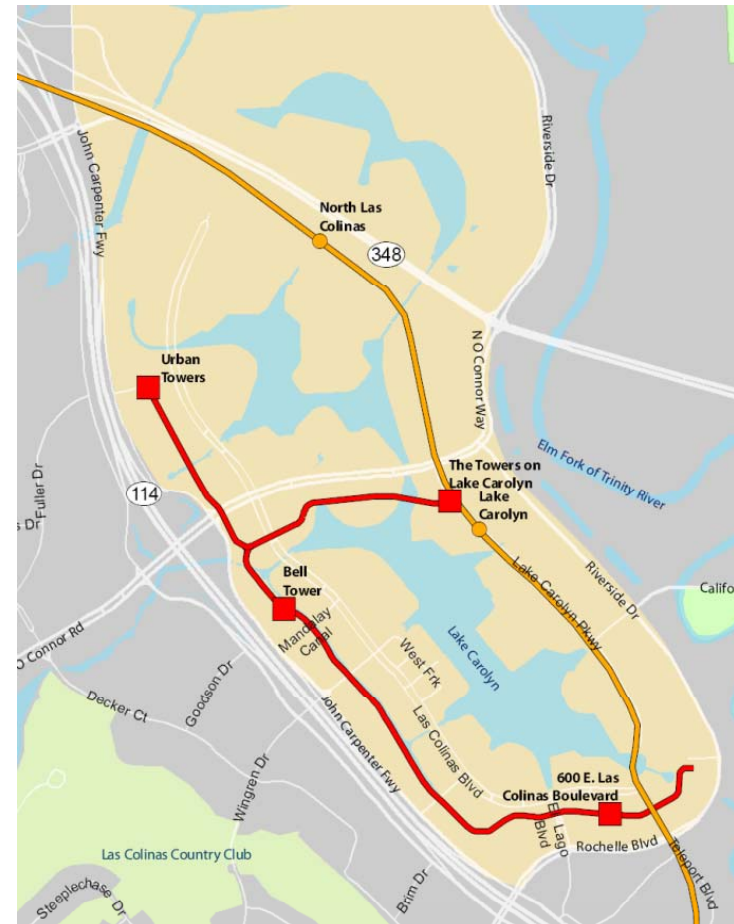 Riverside Dr
John Carpenter Fwy
North Las
Colinas
348
N O Connor Way
Urban
Towers
Elm Fork of Trinity River
The Towers on
Lake Carolyn
Lake
Carolyn
Fuller Dr
s Dr
114
Bell
Tower
Lake Carolyn Pkwy
Riverside Dr
Califo
Mandalay
Canal
O Connor Rd
West Frk
Lake Carolyn
Goodson Dr
Decker Ct
John Carpenter Fwy
Las Colinas Blvd
Wingren Dr
600 E. Las
Colinas Boulevard
E Lago
Blvd
Rochelle Blvd
Teleport Blvd
Las Colinas Country Club
Brim Dr
Steeplechase Dr